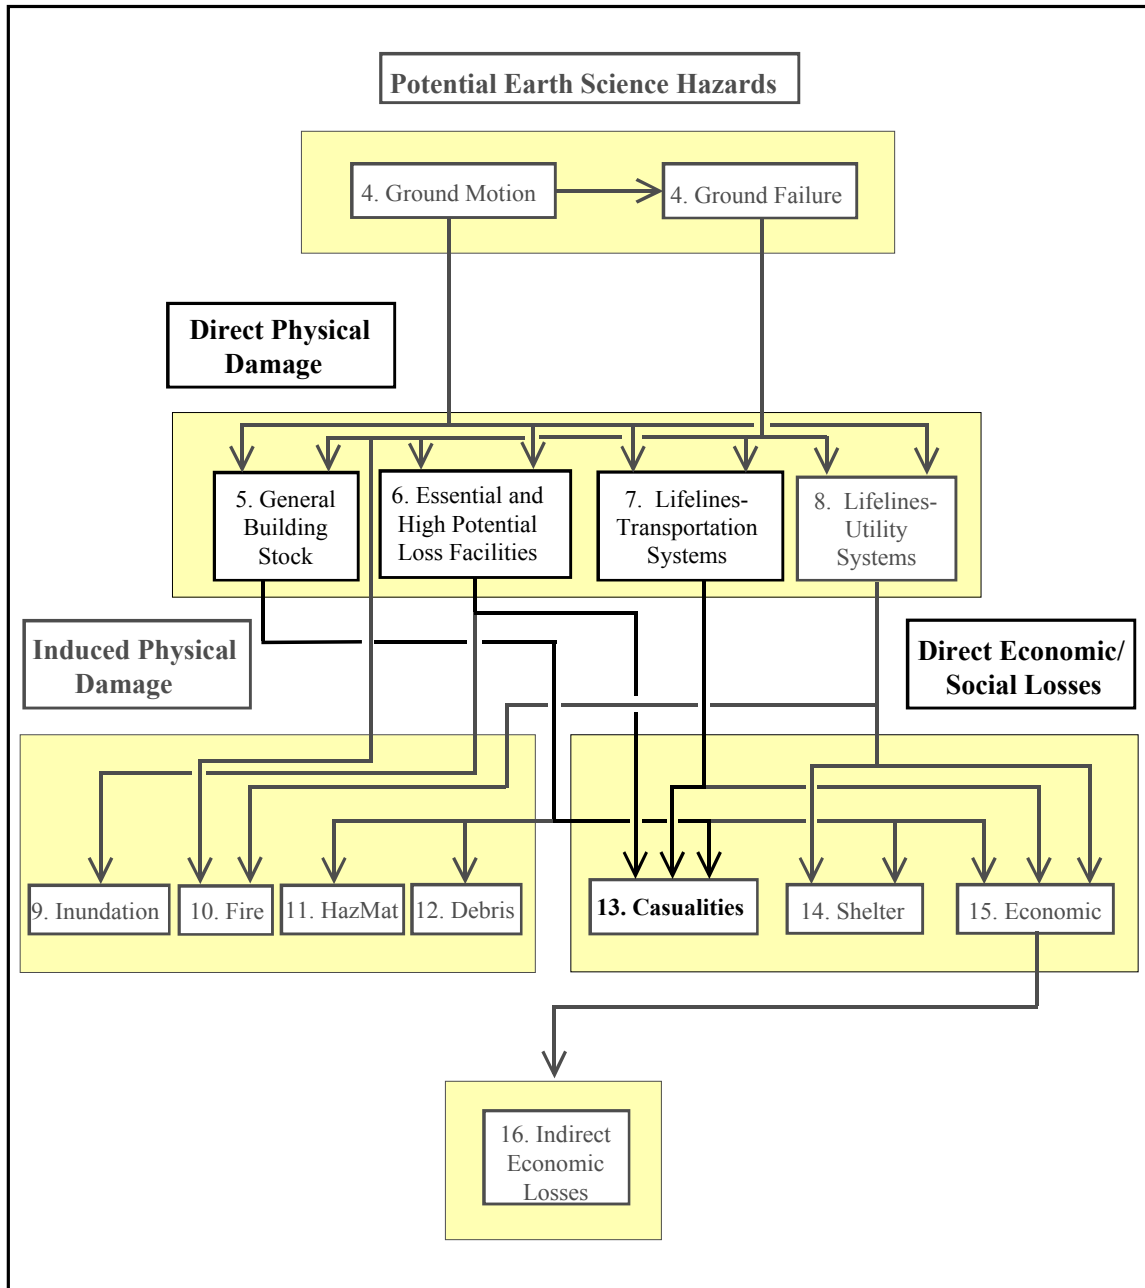 Potential Earth Science Hazards
4. Ground Motion
4. Ground Failure
Direct Physical
Damage
5. General
Building
Stock
6. Essential and
High Potential
Loss Facilities
7. Lifelines-
Transportation
Systems
8. Lifelines-
Utility
Systems
Induced Physical
Damage
Direct Economic/
Social Losses
9. Inundation
10. Fire
11. HazMat
12. Debris
13. Casualities
14. Shelter
15. Economic
16. Indirect
Economic
Losses